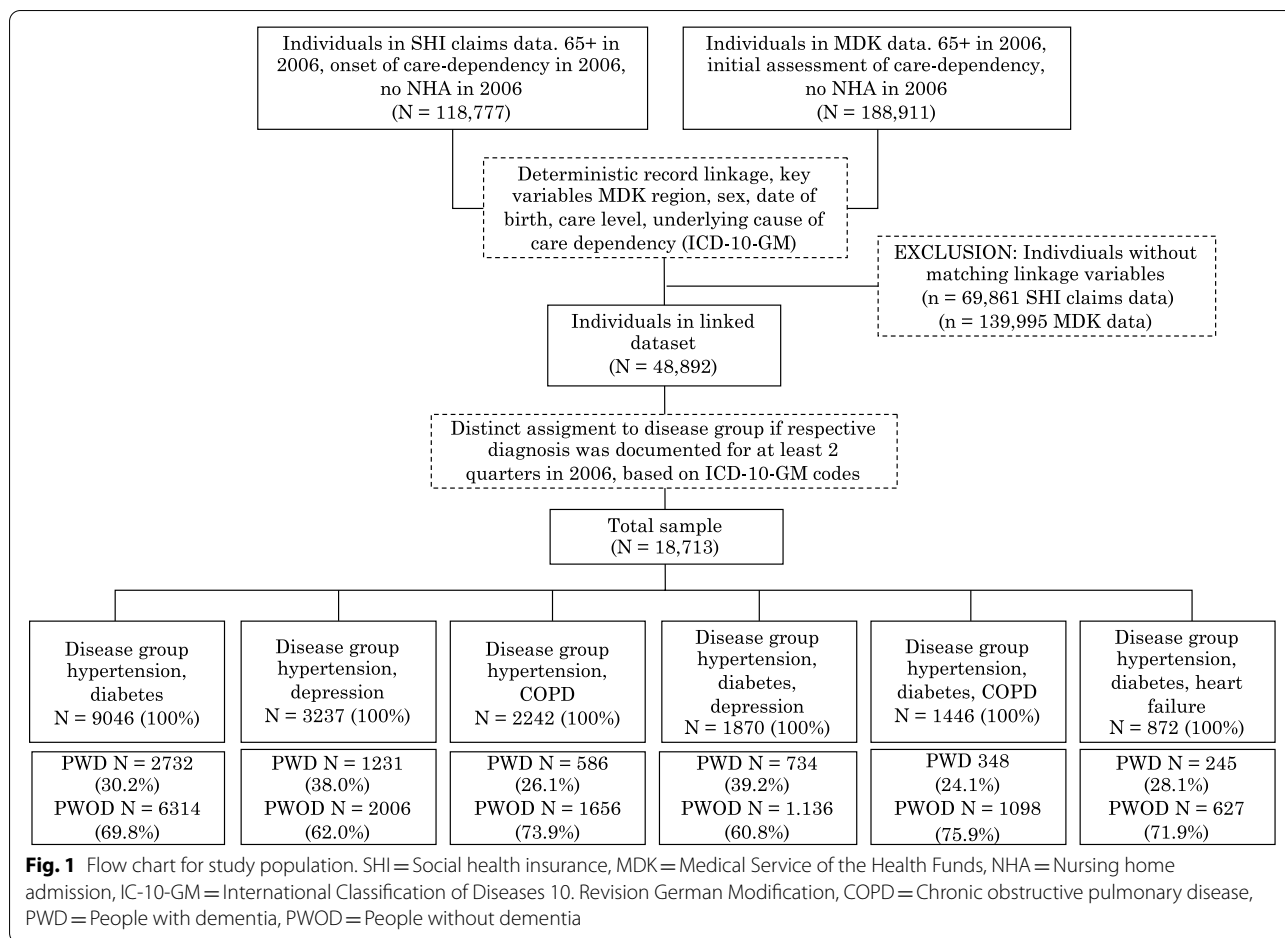 Individuals in SHI claims data. 65+ in
2006, onset of care-dependency in 2006,
no NHA in 2006
(N = 118,777)
Individuals in MDK data. 65+ in 2006,
initial assessment of care-dependency,
no NHA in 2006
(N = 188,911)
Deterministic record linkage, key
variables MDK region, sex, date of
birth, care level, underlying cause of
care dependency (ICD-10-GM)
EXCLUSION: Indivdiuals without
matching linkage variables
(n = 69,861 SHI claims data)
(n = 139,995 MDK data)
Individuals in linked
dataset
(N = 48,892)
Distinct assigment to disease group if respective
diagnosis was documented for at least 2
quarters in 2006, based on ICD-10-GM codes
Total sample
(N = 18,713)
Disease group
hypertension,
diabetes
N = 9046 (100%)
Disease group
hypertension,
depression
N = 3237 (100%)
Disease group
hypertension,
COPD
N = 2242 (100%)
Disease group
hypertension,
diabetes,
depression
N = 1870 (100%)
Disease group
hypertension,
diabetes, COPD
N = 1446 (100%)
Disease group
hypertension,
diabetes, heart
failure
N = 872 (100%)
PWD N = 2732
(30.2%)
PWOD N = 6314
(69.8%)
PWD N = 1231
(38.0%)
PWOD N = 2006
(62.0%)
PWD N = 586
(26.1%)
PWOD N = 1656
(73.9%)
PWD N = 734
(39.2%)
PWOD N = 1.136
(60.8%)
PWD 348
(24.1%)
PWOD N = 1098
(75.9%)
PWD N = 245
(28.1%)
PWOD N = 627
(71.9%)
Fig. 1 Flow chart for study population. SHI = Social health insurance, MDK = Medical Service of the Health Funds, NHA = Nursing home
admission, IC-10-GM = International Classification of Diseases 10. Revision German Modification, COPD = Chronic obstructive pulmonary disease,
PWD = People with dementia, PWOD = People without dementia